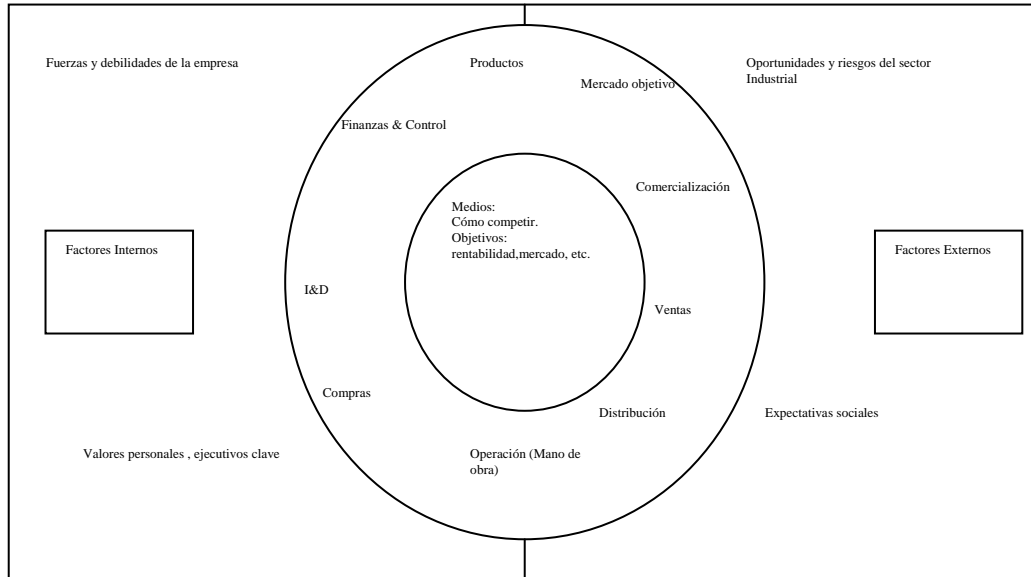 Fuerzas y debilidades de la empresa
Productos
Oportunidades y riesgos del sector
Industrial
Mercado objetivo
Finanzas & Control
Comercialización
Medios:
Cómo competir.
Objetivos:
rentabilidad,mercado, etc.
Factores Internos
Factores Externos
I&D
Ventas
Compras
Distribución
Expectativas sociales
Valores personales , ejecutivos clave
Operación (Mano de
obra)